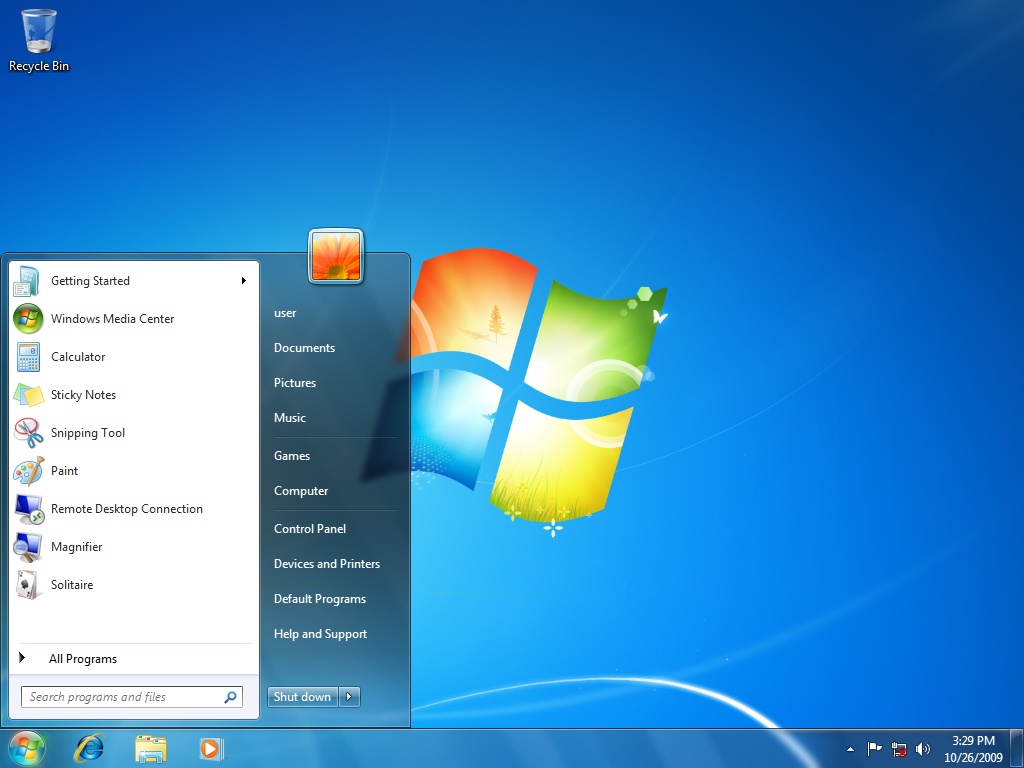 Recycle Bin
Getting Started
Windows Media Center
Calculator
Sticky Notes
Snipping Tool
Paint
Remote Desktop Connection
Magnifier
Solitaire
All Programs
Search programs and files
user
Documents
Pictures
Music
Games
Computer
Control Panel
Devices and Printers
Default Programs
Help and Support
Shut down
3:29 PM
10/26/2009